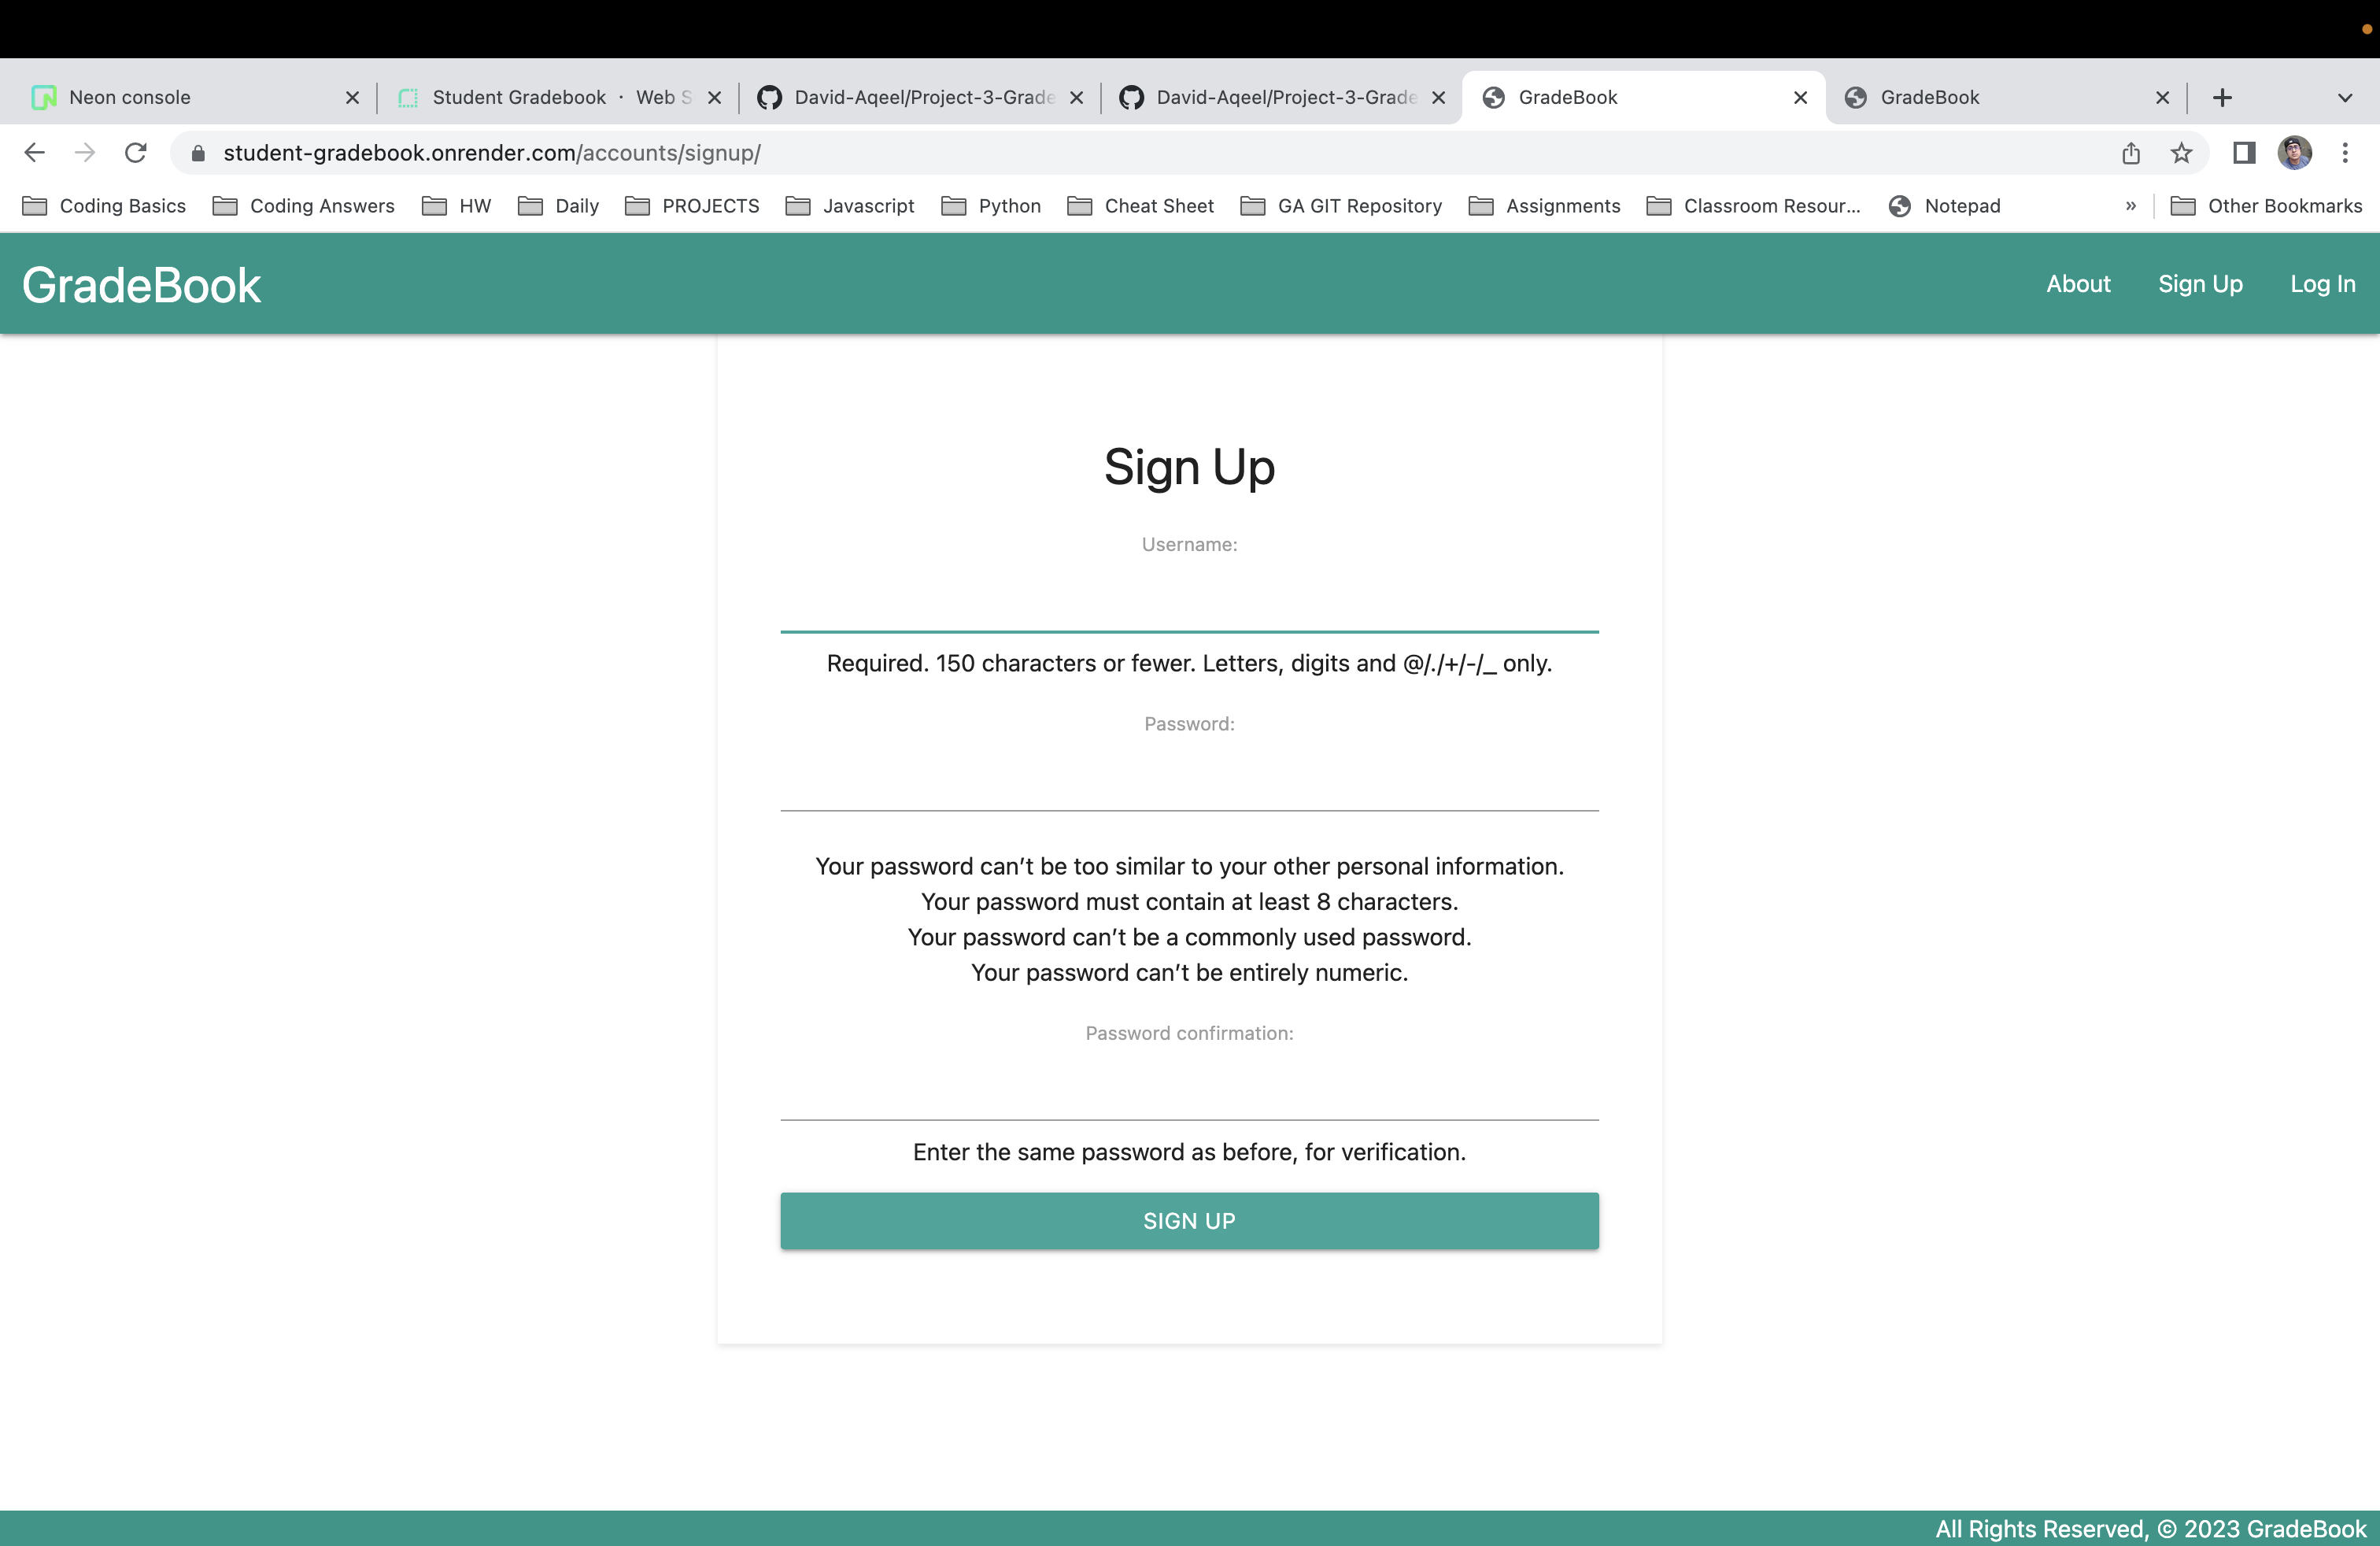 Neon console
Student Gradebook · Web S
David-Aqeel/Project-3-Grade
David-Aqeel/Project-3-Grade
GradeBook
GradeBook
student-gradebook.onrender.com/accounts/signup/
Coding Basics
Coding Answers
HW
Daily
PROJECTS
Javascript
Python
Cheat Sheet
GA GIT Repository
Assignments
Classroom Resour...
Notepad
»
Other Bookmarks
GradeBook
About
Sign Up
Log In
Sign Up
Username:
Required. 150 characters or fewer. Letters, digits and @/./+/-/_ only.
Password:
Your password can’t be too similar to your other personal information.
Your password must contain at least 8 characters.
Your password can’t be a commonly used password.
Your password can’t be entirely numeric.
Password confirmation:
Enter the same password as before, for verification.
SIGN UP
All Rights Reserved, © 2023 GradeBook